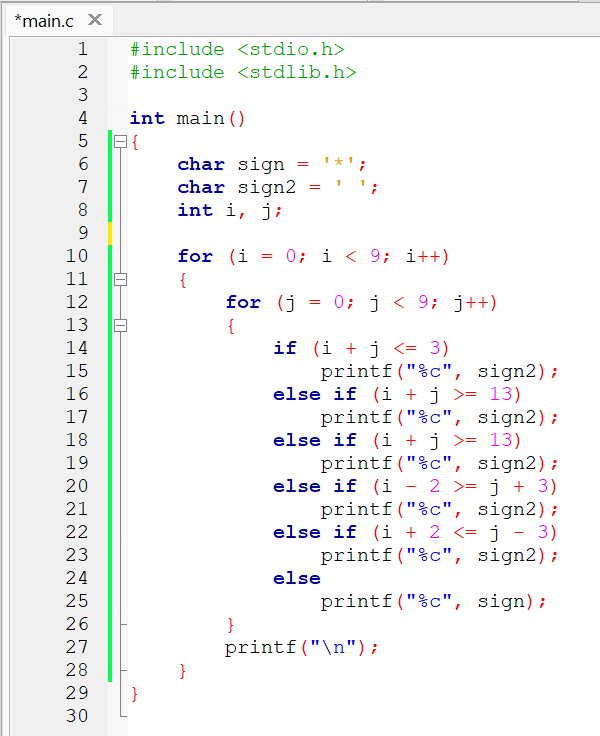 *main.c ✕
1 #include <stdio.h>
2 #include <stdlib.h>
3
4 int main()
5 {
6     char sign = '*';
7     char sign2 = ' ';
8     int i, j;
9
10     for (i = 0; i < 9; i++)
11     {
12         for (j = 0; j < 9; j++)
13         {
14             if (i + j <= 3)
15                 printf("%c", sign2);
16             else if (i + j >= 13)
17                 printf("%c", sign2);
18             else if (i + j >= 13)
19                 printf("%c", sign2);
20             else if (i - 2 >= j + 3)
21                 printf("%c", sign2);
22             else if (i + 2 <= j - 3)
23                 printf("%c", sign2);
24             else
25                 printf("%c", sign);
26         }
27         printf("\n");
28     }
29 }
30